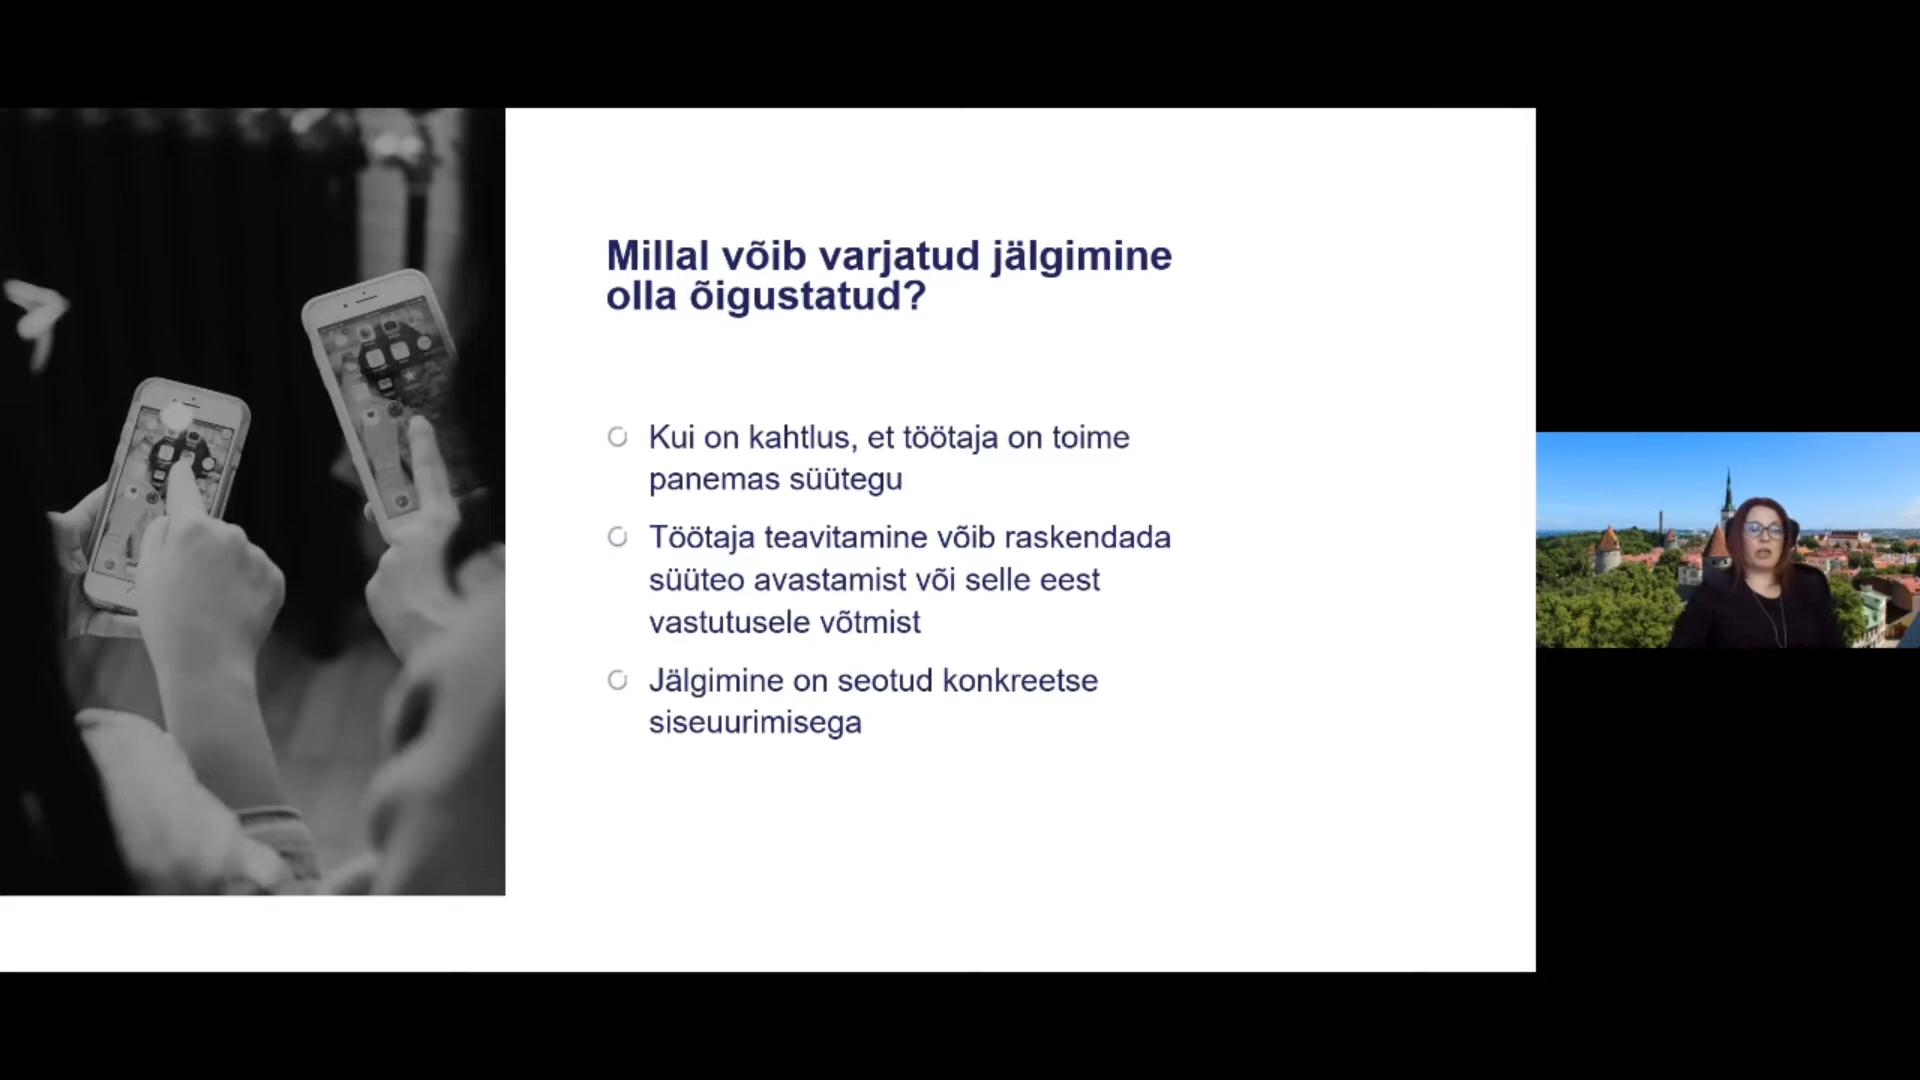 Millal võib varjatud jälgimine
olla õigustatud?
Kui on kahtlus, et töötaja on toime
panemas süütegu
Töötaja teavitamine võib raskendada
süüteo avastamist või selle eest
vastutusele võtmist
Jälgimine on seotud konkreetse
siseuurimisega